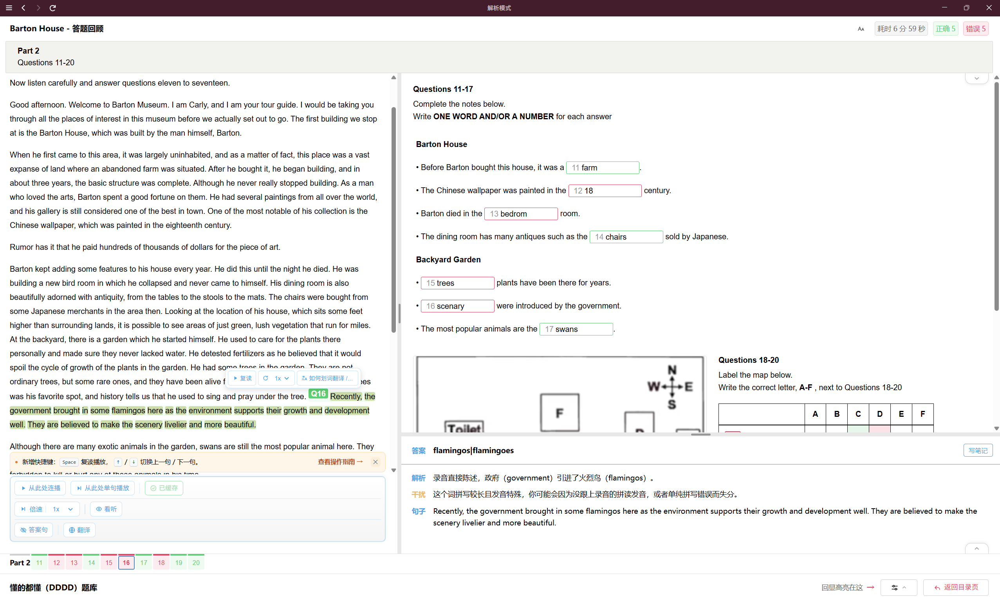 解析模式
Barton House - 答题回顾
耗时 6 分 59 秒
正确 5
错误 5
Part 2
Questions 11-20
Now listen carefully and answer questions eleven to seventeen.
Good afternoon. Welcome to Barton Museum. I am Carly, and I am your tour guide. I would be taking you
through all the places of interest in this museum before we actually set out to go. The first building we stop
at is the Barton House, which was built by the man himself, Barton.
When he first came to this area, it was largely uninhabited, and as a matter of fact, this place was a vast
expanse of land where an abandoned farm was situated. After he bought it, he began building, and in
about three years, the basic structure was complete. Although he never really stopped building. As a man
who loved the arts, Barton spent a good fortune on them. He had several paintings from all over the world,
and his gallery is still considered one of the best in town. One of the most notable of his collection is the
Chinese wallpaper, which was painted in the eighteenth century.
Rumor has it that he paid hundreds of thousands of dollars for the piece of art.
Barton kept adding some features to his house every year. He did this until the night he died. He was
building a new bird room in which he collapsed and never came to himself. His dining room is also
beautifully adorned with antiquity, from the tables to the stools to the mats. The chairs were bought from
some Japanese merchants in the area then. Looking at the location of his house, which sits some feet
higher than surrounding lands, it is possible to see areas of just green, lush vegetation that run for miles.
At the backyard, there is a garden which he started himself. He used to care for the plants there
personally and made sure they never lacked water. He detested fertilizers as he believed that it would
spoil the cycle of growth of the plants in the garden. He had some trees in the garden. They are not
ordinary trees, but some rare ones, and they have been alive
复读
1x
如何划词翻译 /...
was his favorite spot, and history tells us that he used to sing and pray under the tree. Q16 Recently, the
government brought in some flamingos here as the environment supports their growth and development
well. They are believed to make the scenery livelier and more beautiful.
Although there are many exotic animals in the garden, swans are still the most popular animal here. They
新增快捷键： Space 复读播放， ↑ / ↓ 切换上一句 / 下一句。 查看操作指南 →
forbidden to kill or hurt any of these animals in his time.
从此处连播
从此处单句播放
已缓存
倍速 1x
看听
答案句
翻译
Questions 11-17
Complete the notes below.
Write ONE WORD AND/OR A NUMBER for each answer
Barton House
• Before Barton bought this house, it was a 11 farm .
• The Chinese wallpaper was painted in the 12 18 century.
• Barton died in the 13 bedrom room.
• The dining room has many antiques such as the 14 chairs sold by Japanese.
Backyard Garden
• 15 trees plants have been there for years.
• 16 scenary were introduced by the government.
• The most popular animals are the 17 swans .
N
W E
S
F
Toilet
D
Questions 18-20
Label the map below.
Write the correct letter, A-F , next to Questions 18-20
A B C D E F
答案 flamingos|flamingoes
写笔记
解析 录音直接陈述，政府（government）引进了火烈鸟（flamingos）。
干扰 这个词拼写较长且发音特殊，你可能会因为没跟上录音的拼读发音，或者单纯拼写错误而失分。
句子 Recently, the government brought in some flamingos here as the environment supports their growth and development well. They are believed to make the
scenery livelier and more beautiful.
Part 2 11 12 13 14 15 16 17 18 19 20
懂的都懂（DDDD）题库
回显高亮在这 →
返回目录页